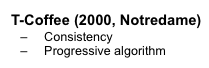 T-Coffee (2000, Notredame)
– Consistency
– Progressive algorithm